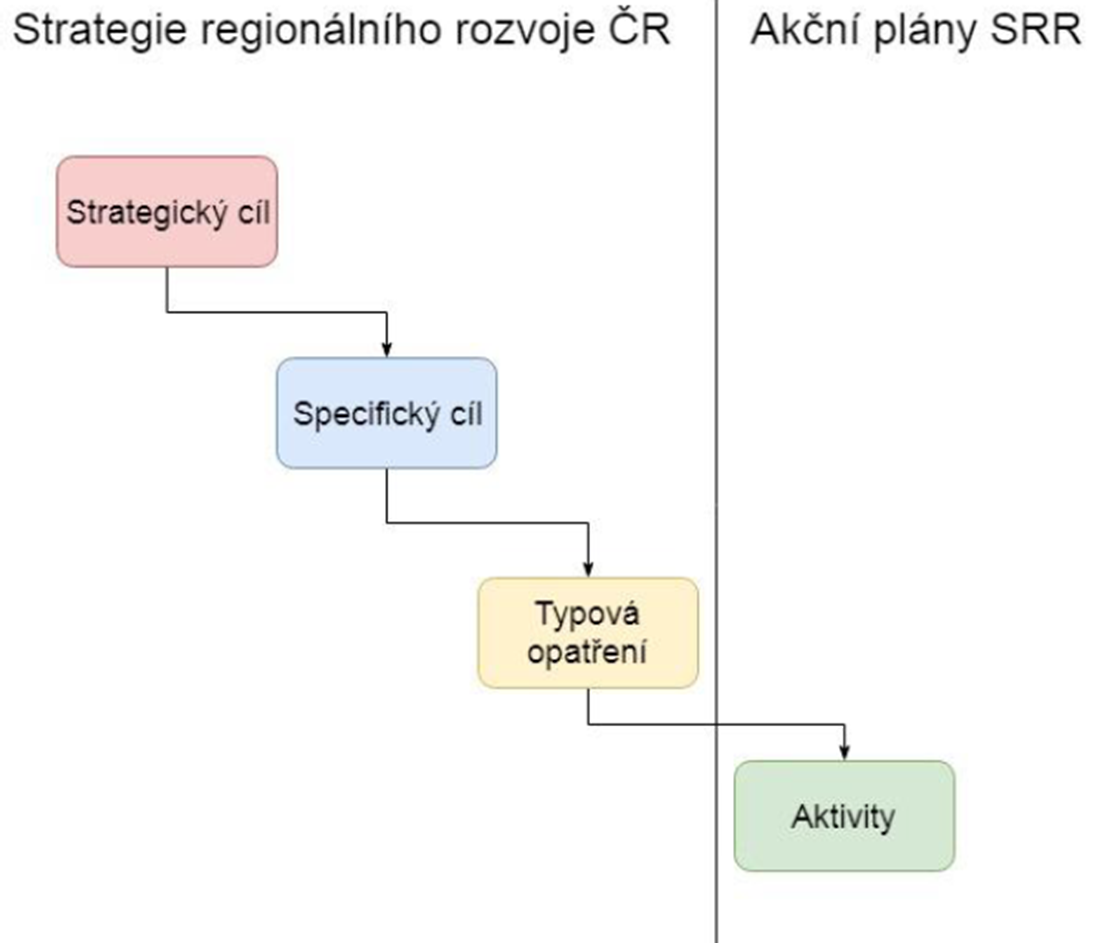 Strategie regionálního rozvoje ČR
Akční plány SRR
Strategický cíl
Specifický cíl
Typová
opatření
Aktivity